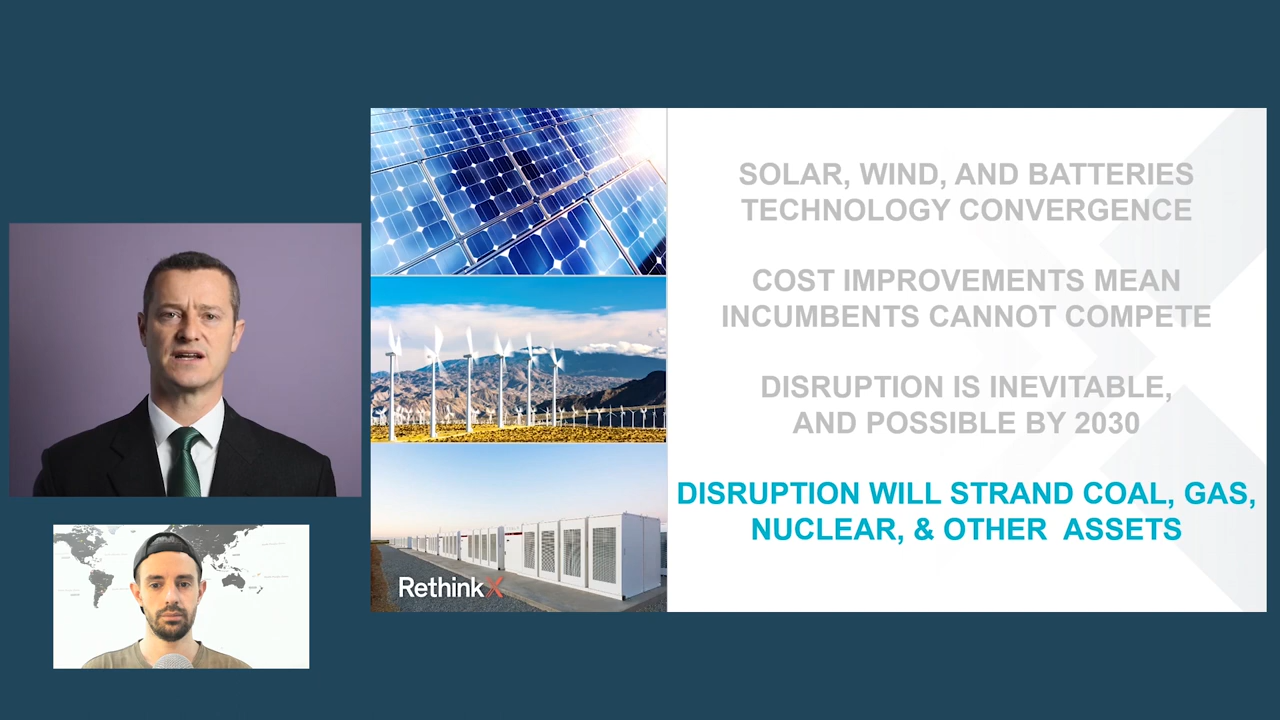 SOLAR, WIND, AND BATTERIES
TECHNOLOGY CONVERGENCE
COST IMPROVEMENTS MEAN
INCUMBENTS CANNOT COMPETE
DISRUPTION IS INEVITABLE,
AND POSSIBLE BY 2030
DISRUPTION WILL STRAND COAL, GAS,
NUCLEAR, & OTHER ASSETS
RethinkX